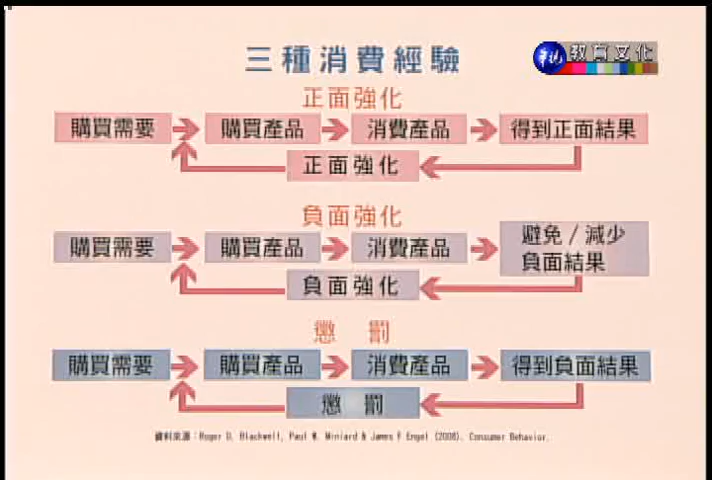 三種消費經驗
華視 教育文化
正面強化
購買需要 購買產品 消費產品 得到正面結果
正面強化
負面強化
購買需要 購買產品 消費產品 避免/減少
負面結果
負面強化
懲 罰
購買需要 購買產品 消費產品 得到負面結果
懲 罰
資料來源：Roger D. Blackwell, Paul W. Miniard & James F Engel (2006). Consumer Behavior.